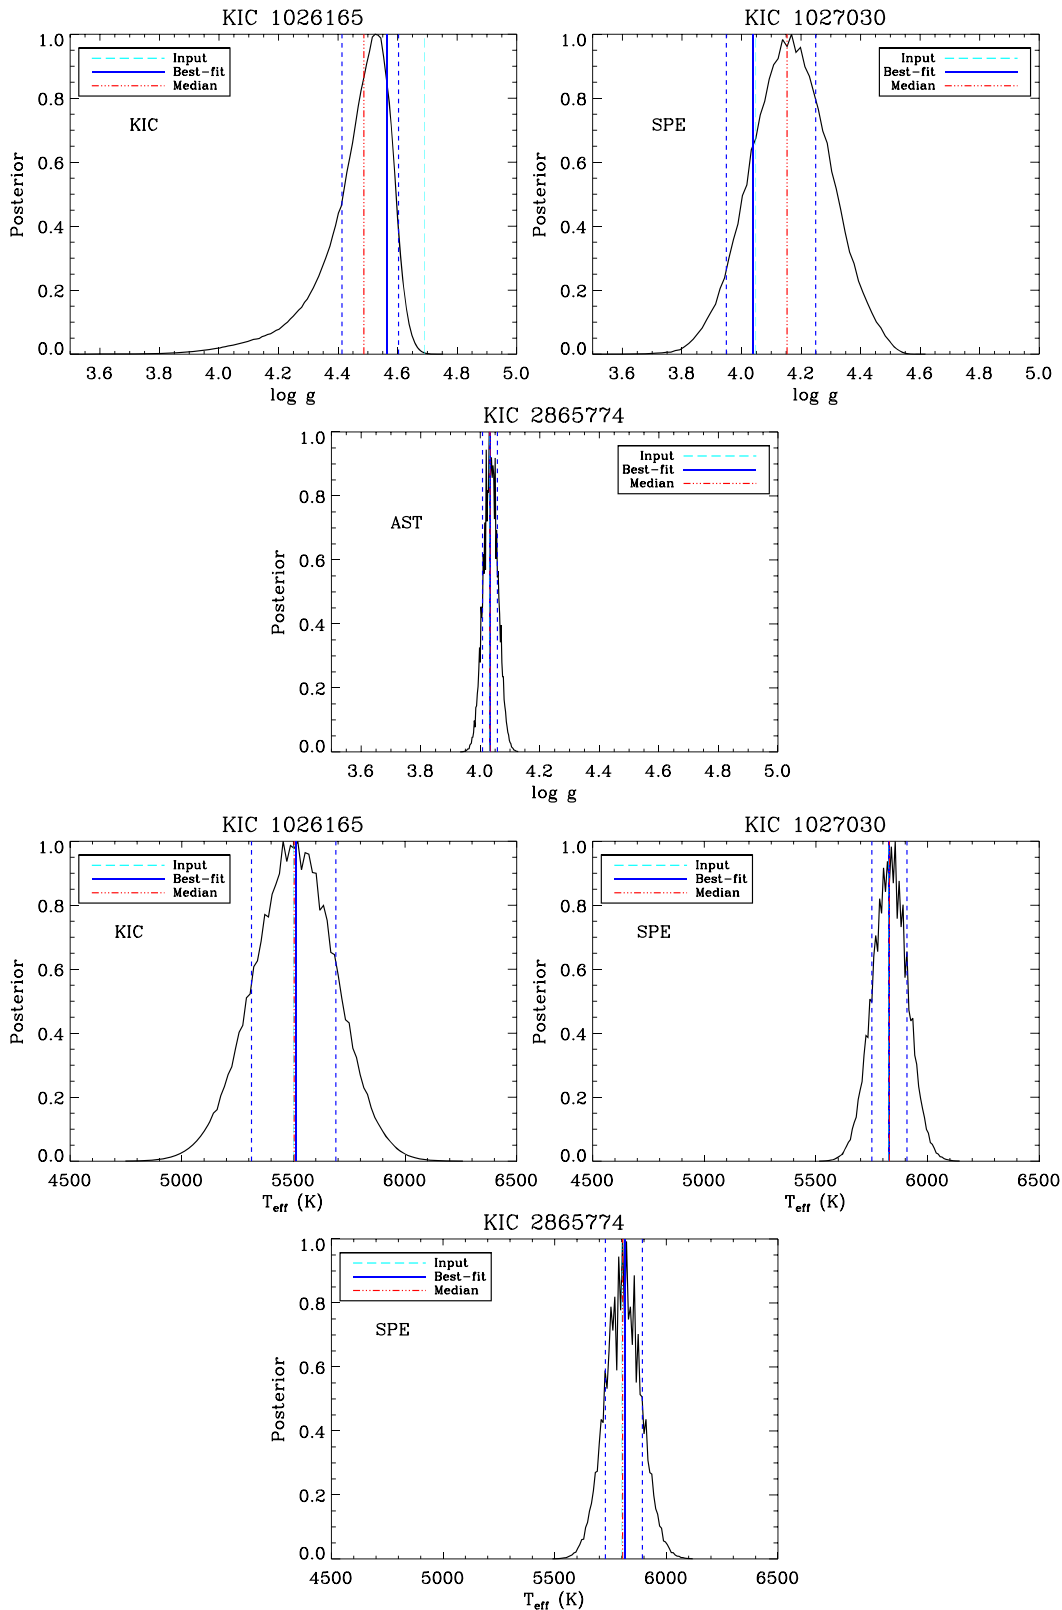 KIC 1026165
Input
Best-fit
Median
KIC
Posterior
1.0
0.8
0.6
0.4
0.2
0.0
3.6 3.8 4.0 4.2 4.4 4.6 4.8 5.0
log g
KIC 1027030
Input
Best-fit
Median
SPE
Posterior
1.0
0.8
0.6
0.4
0.2
0.0
3.6 3.8 4.0 4.2 4.4 4.6 4.8 5.0
log g
KIC 2865774
Input
Best-fit
Median
AST
Posterior
1.0
0.8
0.6
0.4
0.2
0.0
3.6 3.8 4.0 4.2 4.4 4.6 4.8 5.0
log g
KIC 1026165
Input
Best-fit
Median
KIC
Posterior
1.0
0.8
0.6
0.4
0.2
0.0
4500 5000 5500 6000 6500
T_eff (K)
KIC 1027030
Input
Best-fit
Median
SPE
Posterior
1.0
0.8
0.6
0.4
0.2
0.0
4500 5000 5500 6000 6500
T_eff (K)
KIC 2865774
Input
Best-fit
Median
SPE
Posterior
1.0
0.8
0.6
0.4
0.2
0.0
4500 5000 5500 6000 6500
T_eff (K)